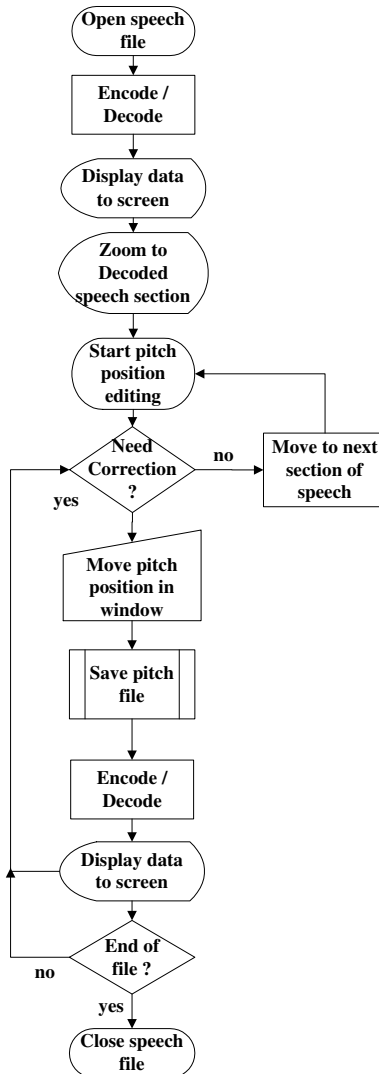 Open speech
file
Encode /
Decode
Display data
to screen
Zoom to
Decoded
speech section
Start pitch
position
editing
Need
Correction
?
no
Move to next
section of
speech
yes
Move pitch
position in
window
Save pitch
file
Encode /
Decode
Display data
to screen
End of
file ?
no
yes
Close speech
file